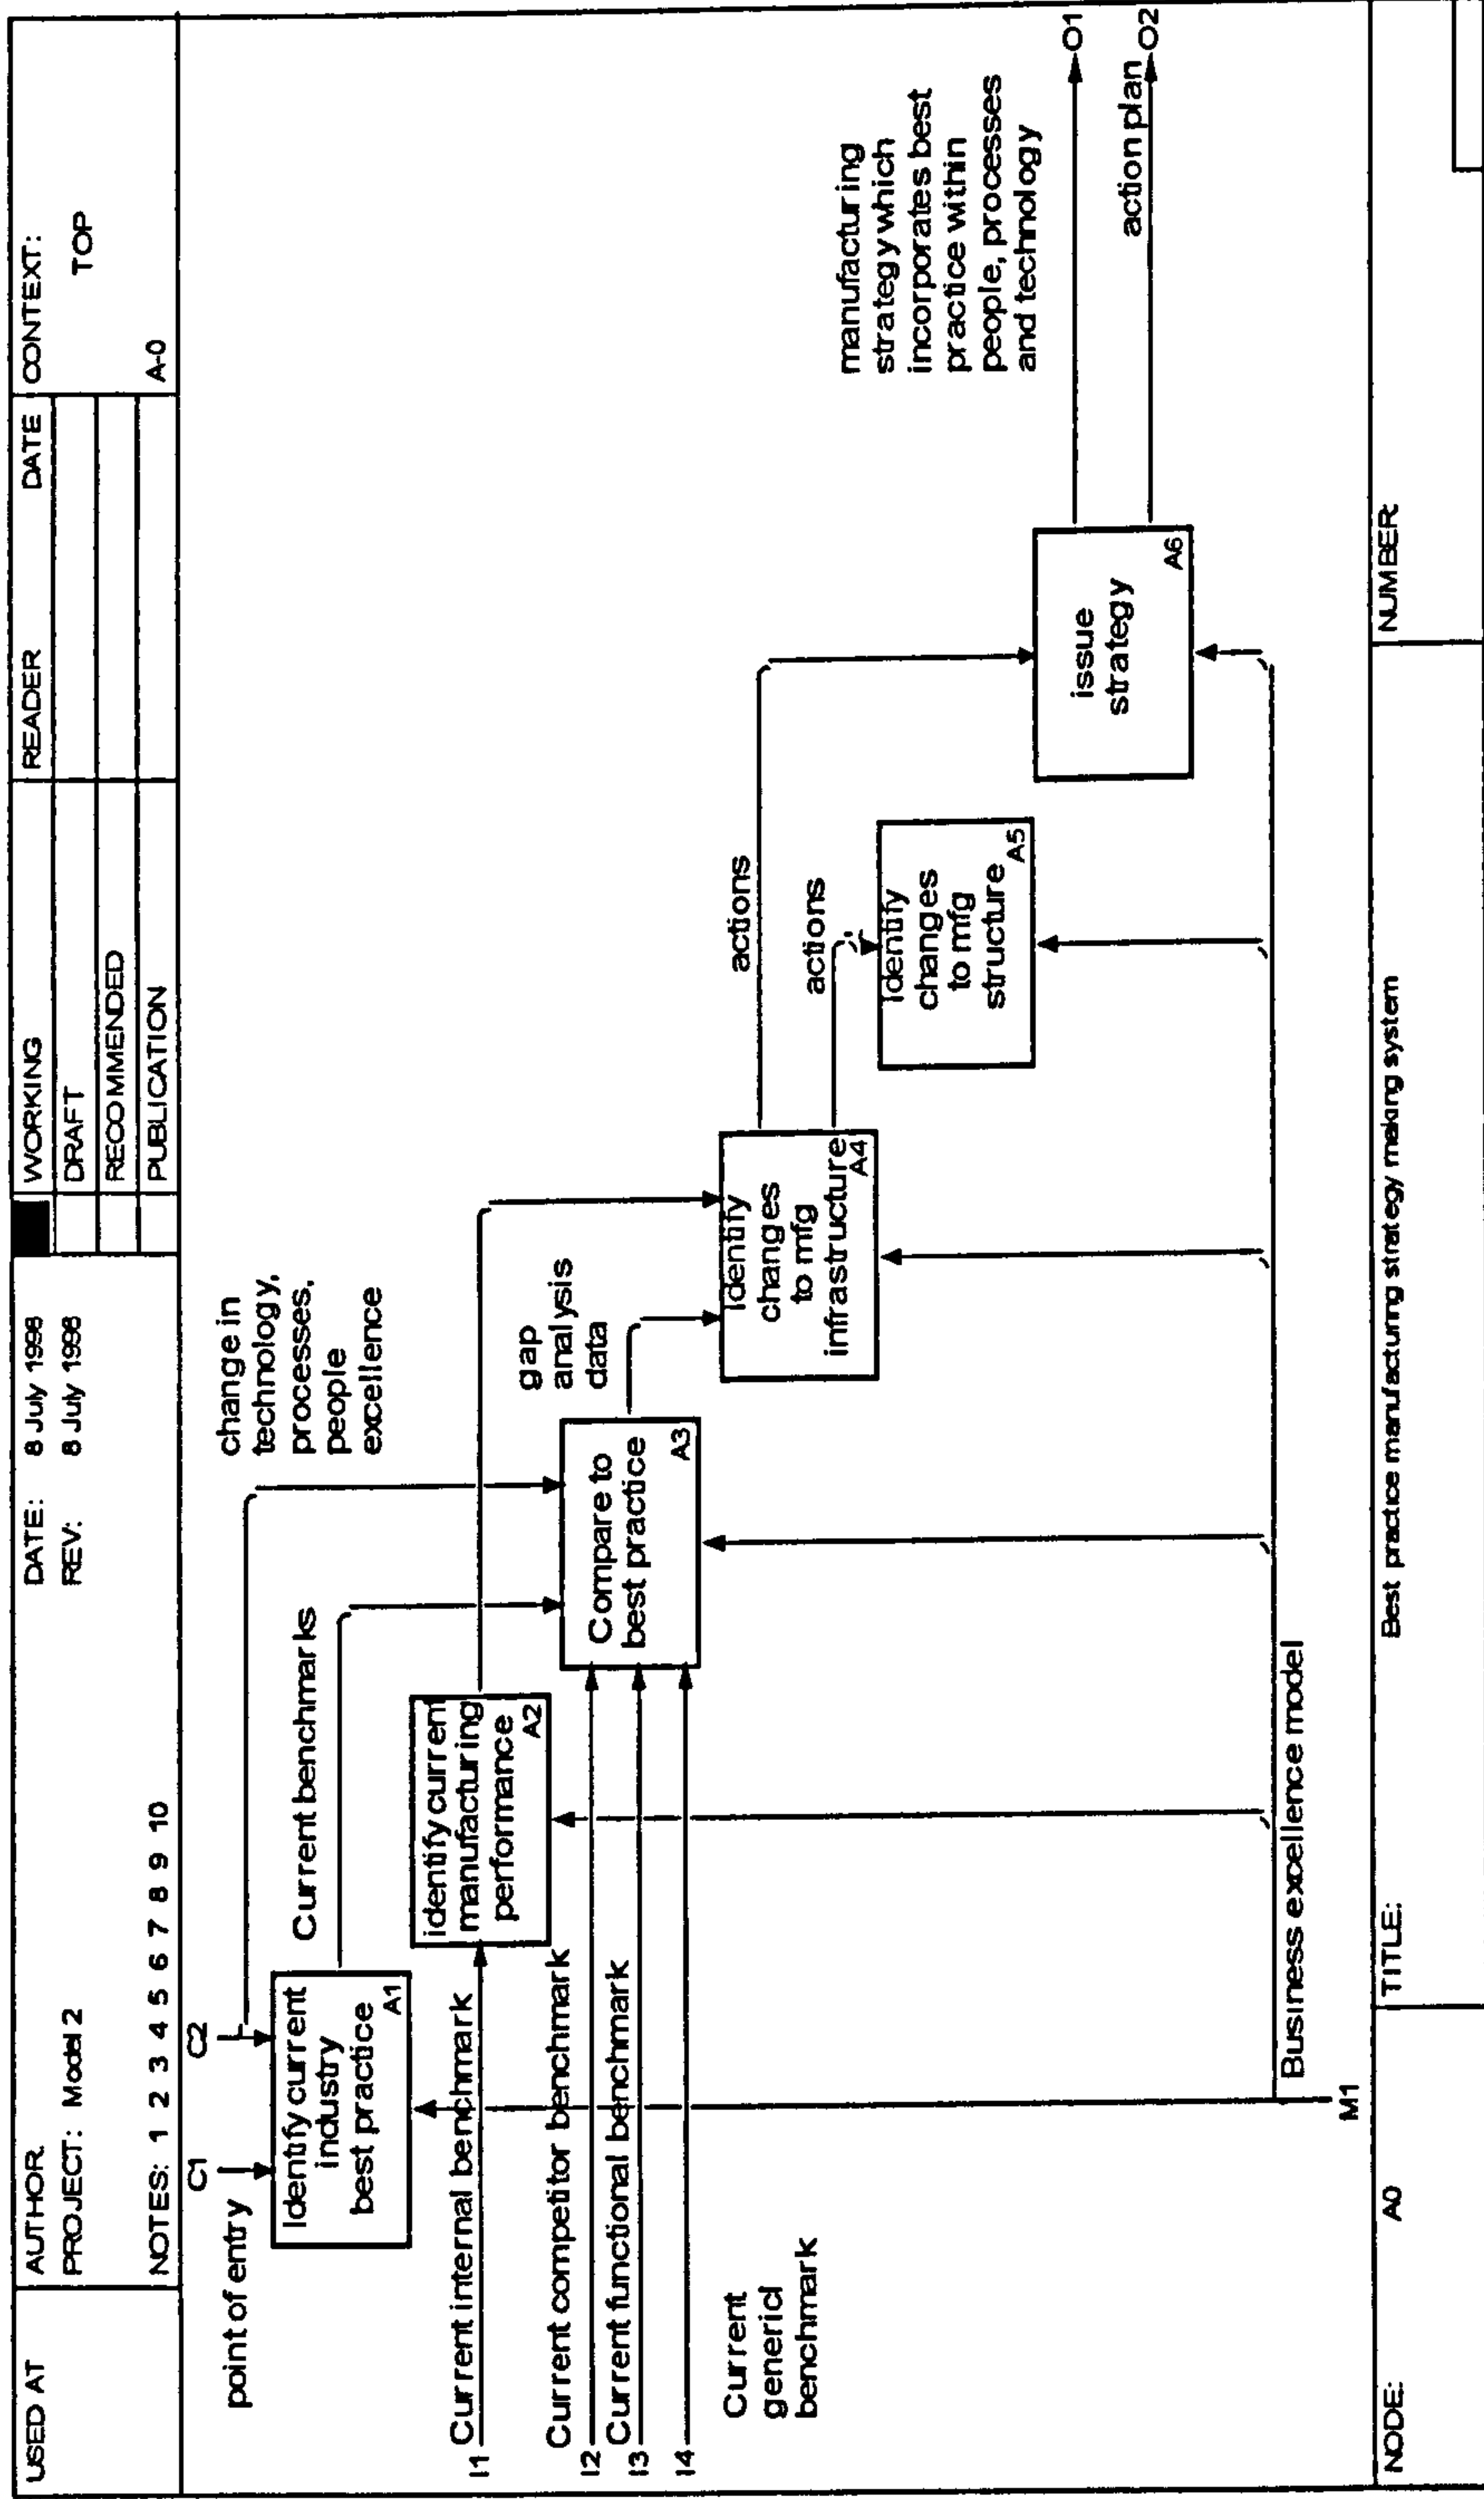 USED AT
AUTHOR.
PROJECT: Model 2
NOTES: 1 2 3 4 5 6 7 8 9 10
DATE: 8 July 1998
REV: 8 July 1998
WORKING
DRAFT
RECOMMENDED
PUBLICATION
READER
DATE
CONTEXT:
TOP
A-0
C1
C2
point of entry
change in
technology,
processes,
people
excellence
Identify current
industry
best practice
A1
Current benchmarks
I1
Current internal benchmark
identify current
manufacturing
performance
A2
I2
Current competitor benchmark
I3
Current functional benchmark
I4
Current
genericl
benchmark
Compare to
best practice
A3
gap
analysis
data
Identify
changes
to mfg
infrastructure
A4
actions
actions
Identify
changes
to mfg
structure
A5
issue
strategy
A6
manufacturing
strategy which
incorporates best
practice within
people, processes
and technology
O1
action plan
O2
Business excellence model
M1
NODE:
A0
TITLE:
Best practice manufacturing strategy making system
NUMBER: